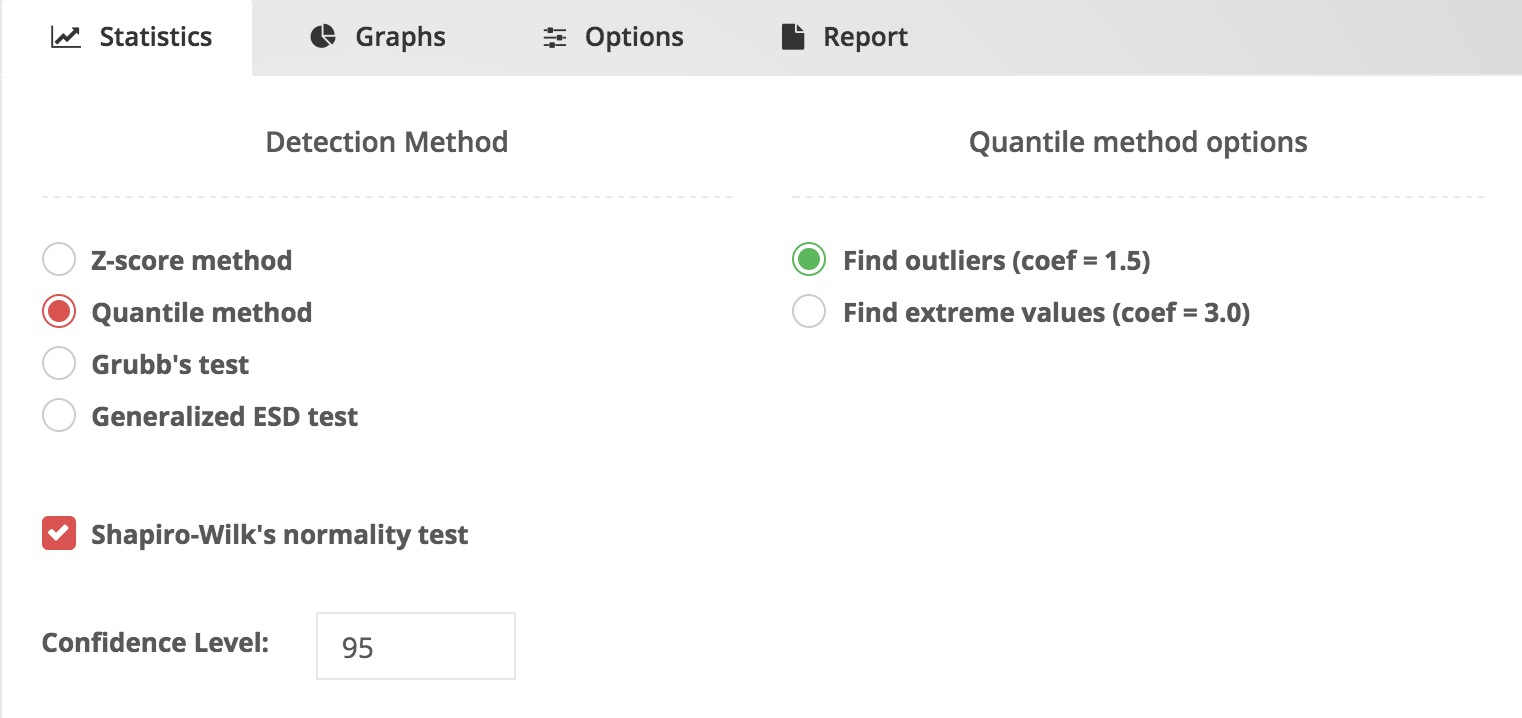 Statistics Graphs Options Report
Detection Method
Z-score method
Quantile method
Grubb's test
Generalized ESD test
Shapiro-Wilk's normality test
Confidence Level: 95
Quantile method options
Find outliers (coef = 1.5)
Find extreme values (coef = 3.0)